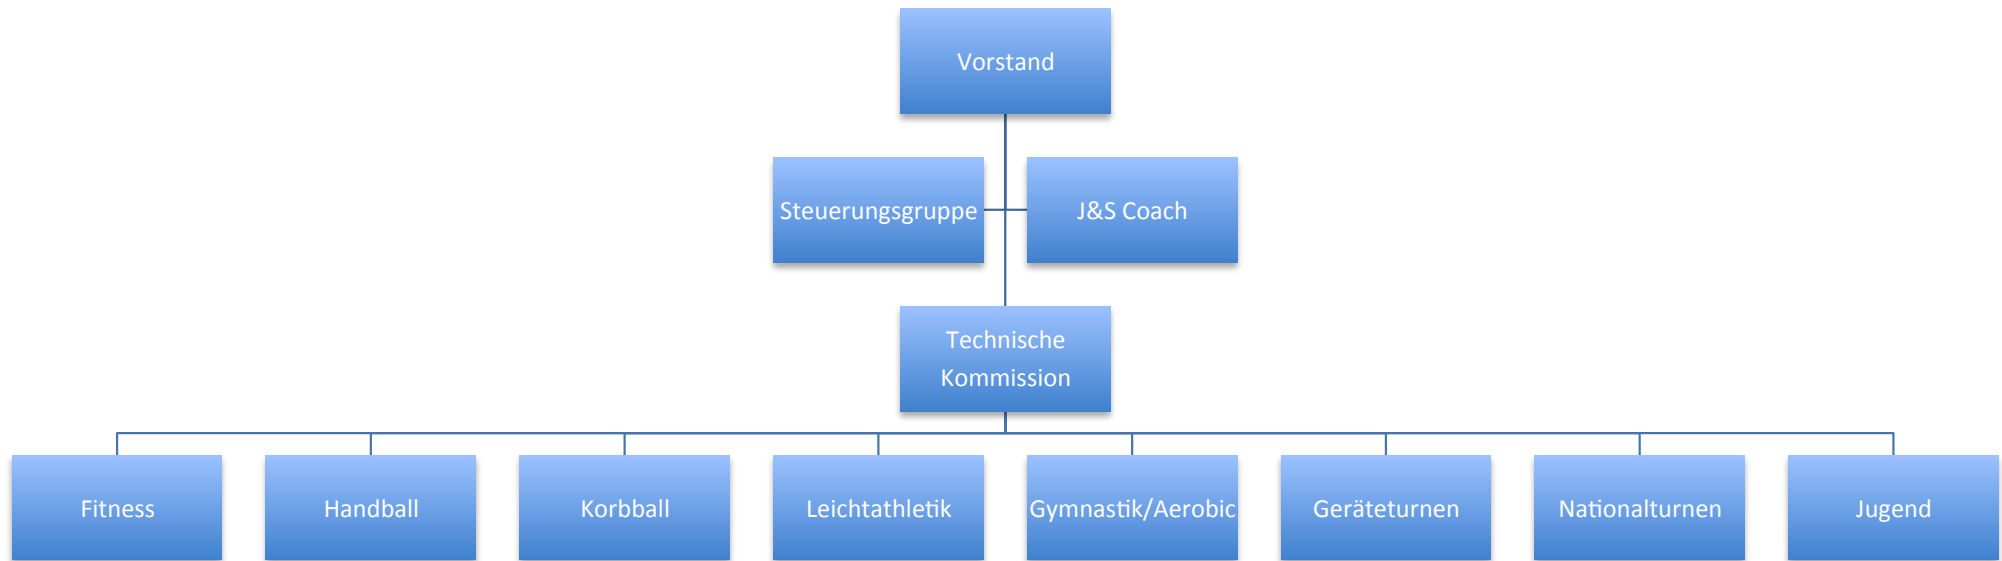 Vorstand
Steuerungsgruppe
J&S Coach
Technische
Kommission
Fitness
Handball
Korbball
Leichtathletik
Gymnastik/Aerobic
Geräteturnen
Nationalturnen
Jugend